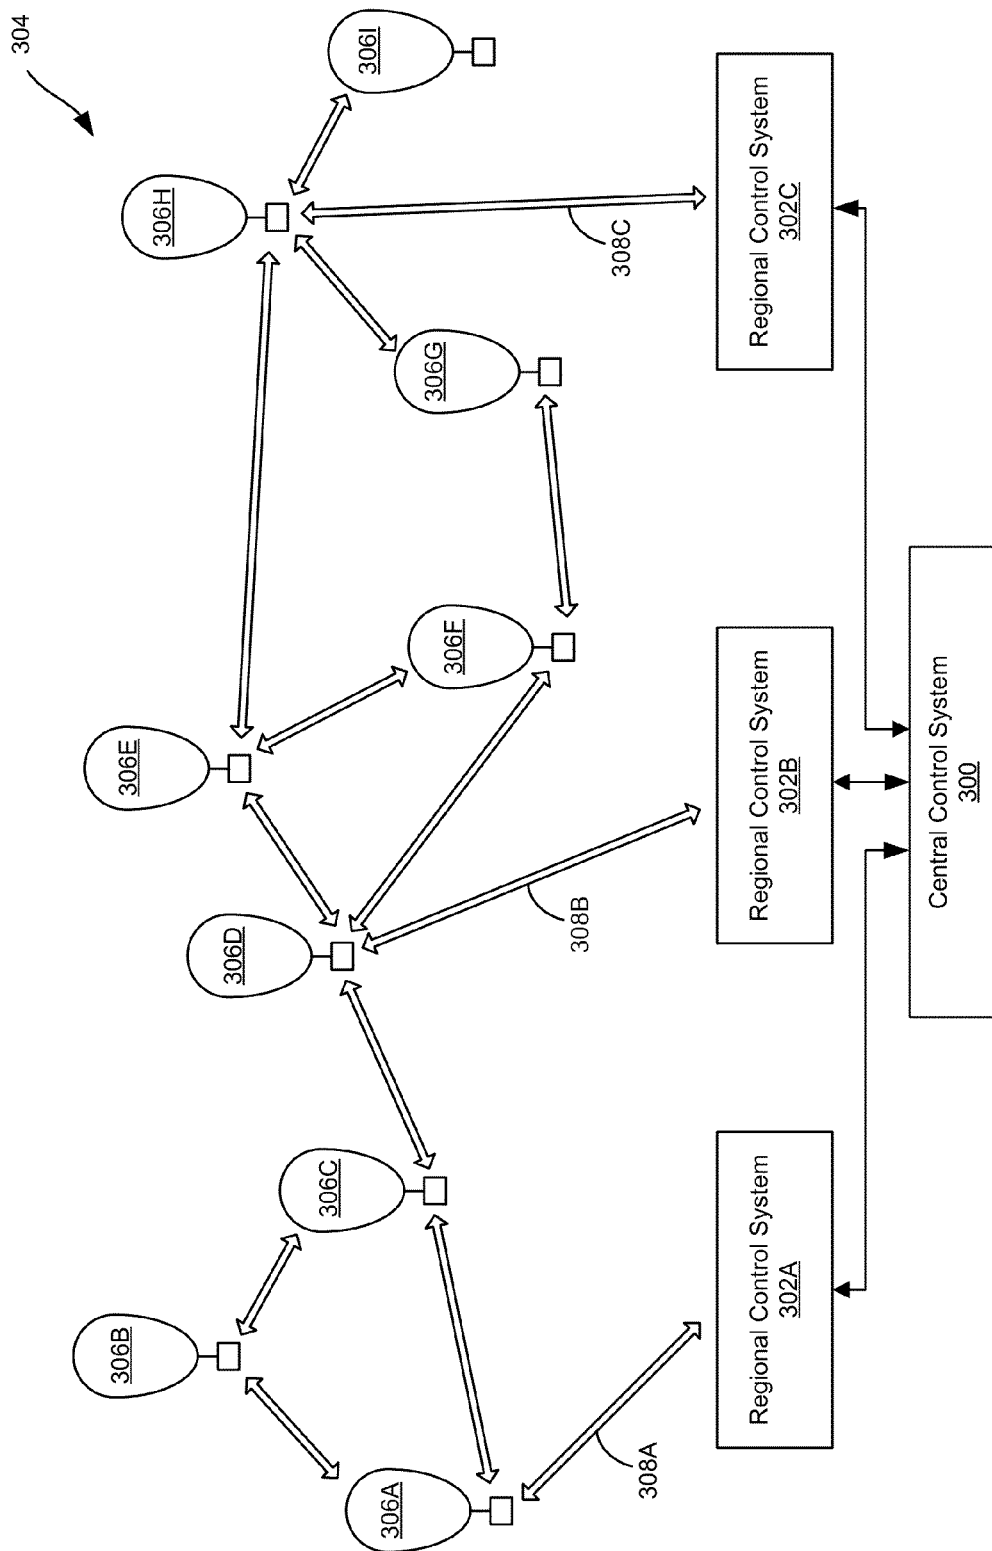 304
306B
306E
306H
306D
306I
306C
306A
306F
306G
308A
308B
308C
Regional Control System
302A
Regional Control System
302B
Regional Control System
302C
Central Control System
300